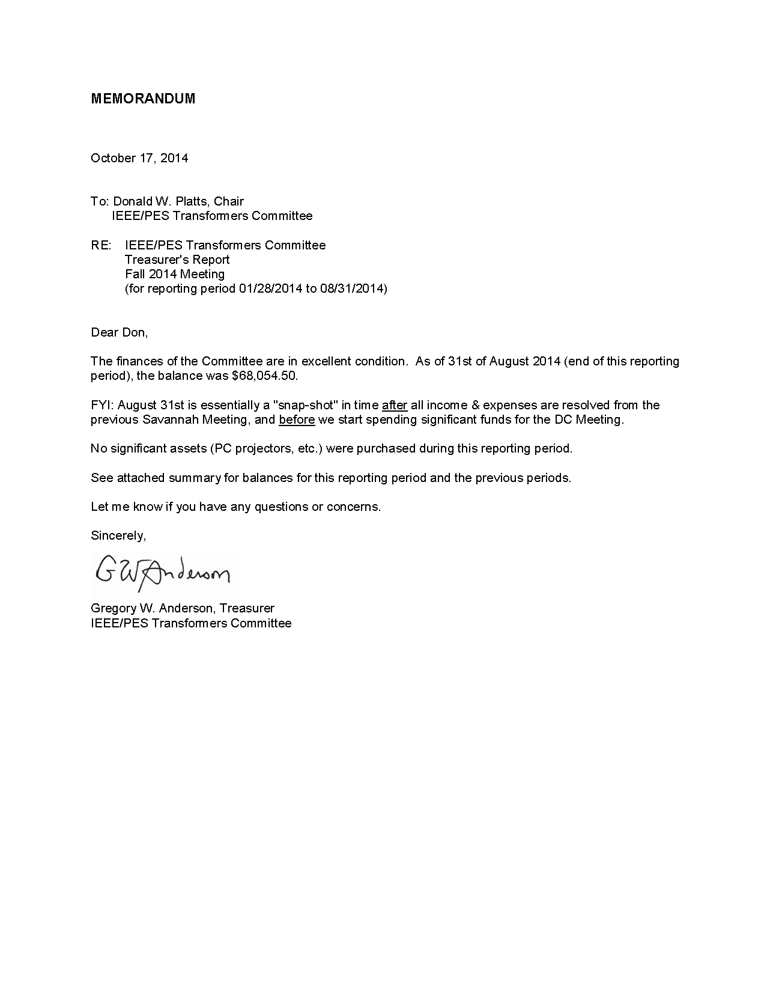 MEMORANDUM
October 17, 2014
To: Donald W. Platts, Chair
IEEE/PES Transformers Committee
RE: IEEE/PES Transformers Committee
Treasurer's Report
Fall 2014 Meeting
(for reporting period 01/28/2014 to 08/31/2014)
Dear Don,
The finances of the Committee are in excellent condition. As of 31st of August 2014 (end of this reporting
period), the balance was $68,054.50.
FYI: August 31st is essentially a "snap-shot" in time after all income & expenses are resolved from the
previous Savannah Meeting, and before we start spending significant funds for the DC Meeting.
No significant assets (PC projectors, etc.) were purchased during this reporting period.
See attached summary for balances for this reporting period and the previous periods.
Let me know if you have any questions or concerns.
Sincerely,
GWAnderson
Gregory W. Anderson, Treasurer
IEEE/PES Transformers Committee